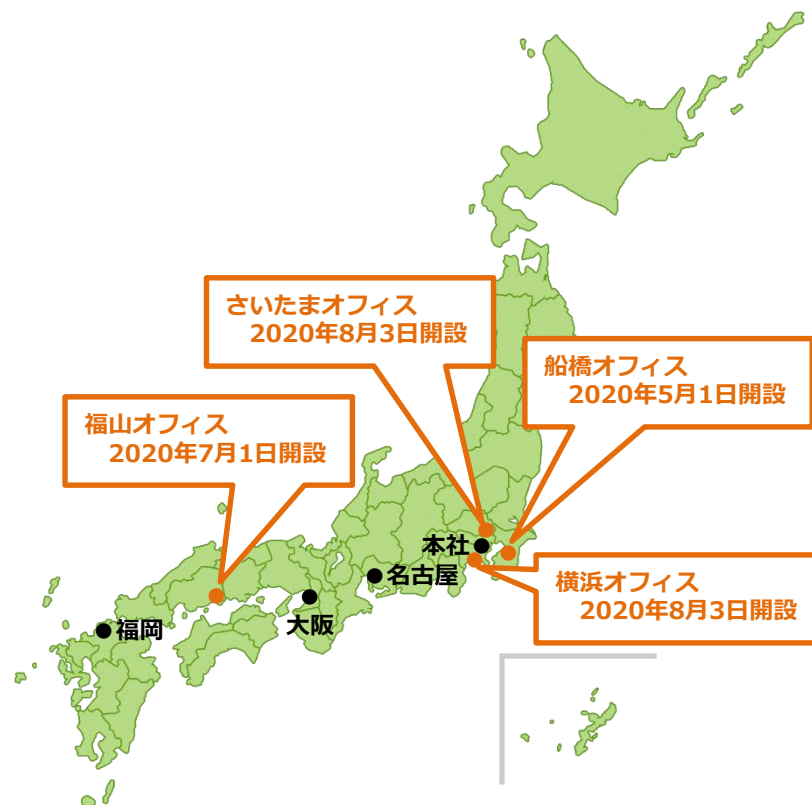 さいたまオフィス
2020年8月3日開設
船橋オフィス
2020年5月1日開設
福山オフィス
2020年7月1日開設
本社
名古屋
横浜オフィス
2020年8月3日開設
福岡
大阪